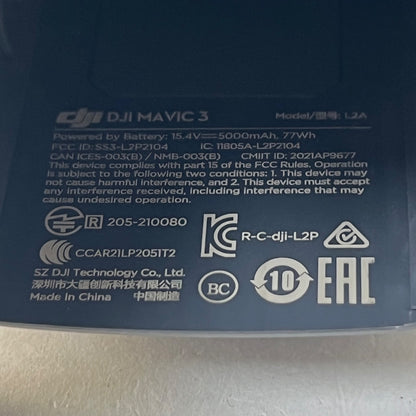 dji DJI MAVIC 3 Model/型号: L2A
Powered by Battery: 15.4V⎓5000mAh, 77Wh
FCC ID: SS3-L2P2104 IC: 11805A-L2P2104
CAN ICES-003(B) / NMB-003(B) CMIIT ID: 2021AP9677
This device complies with part 15 of the FCC Rules. Operation
is subject to the following two conditions: 1. This device may
not cause harmful interference, and 2. This device must accept
any interference received, including interference that may
cause undesired operation.
R 205-210080
R-C-dji-L2P
CCC CCAR21LP2051T2
SZ DJI Technology Co., Ltd.
深圳市大疆创新科技有限公司
Made in China 中国制造
BC 10 EAC